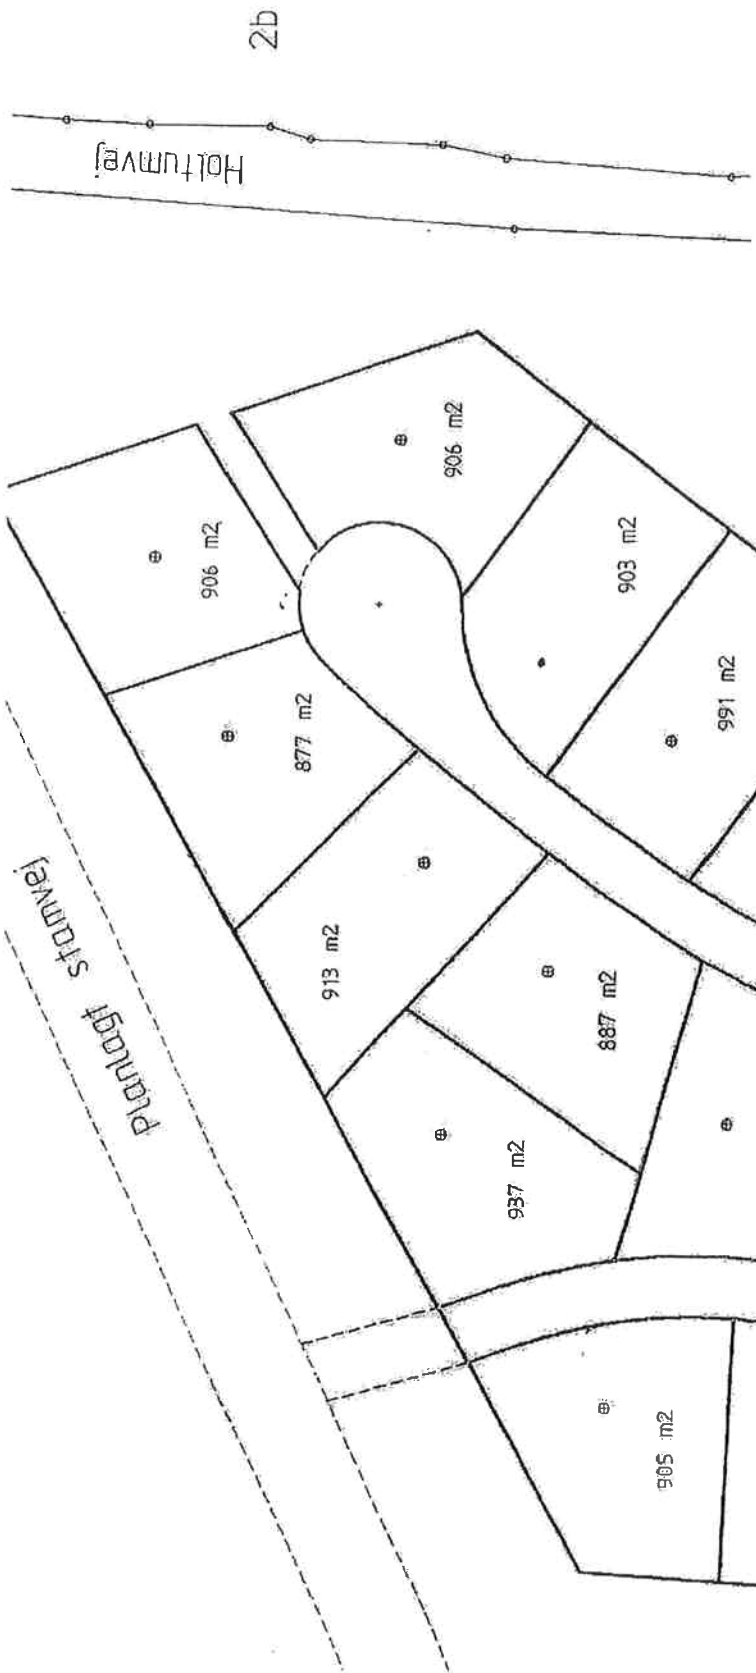 2b
Holtumvej
906 m2
906 m2
903 m2
991 m2
877 m2
913 m2
887 m2
937 m2
905 m2
Planlagt stamvej